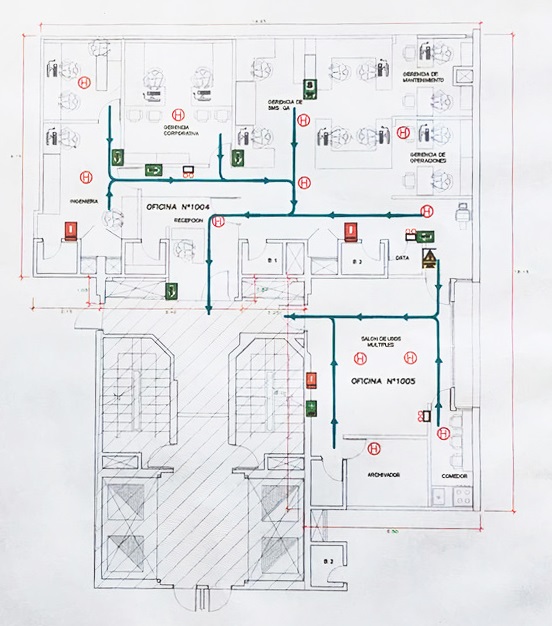 GERENCIA DE
MANTENIMIENTO
GERENCIA DE
SMS QA
GERENCIA
CORPORATIVA
GERENCIA DE
OPERACIONES
INGENIERIA
OFICINA N°1004
RECEPCION
B 1
B 3
DATA
SALON DE USOS
MULTIPLES
OFICINA N°1005
ARCHIVADOR
COMEDOR
B 2